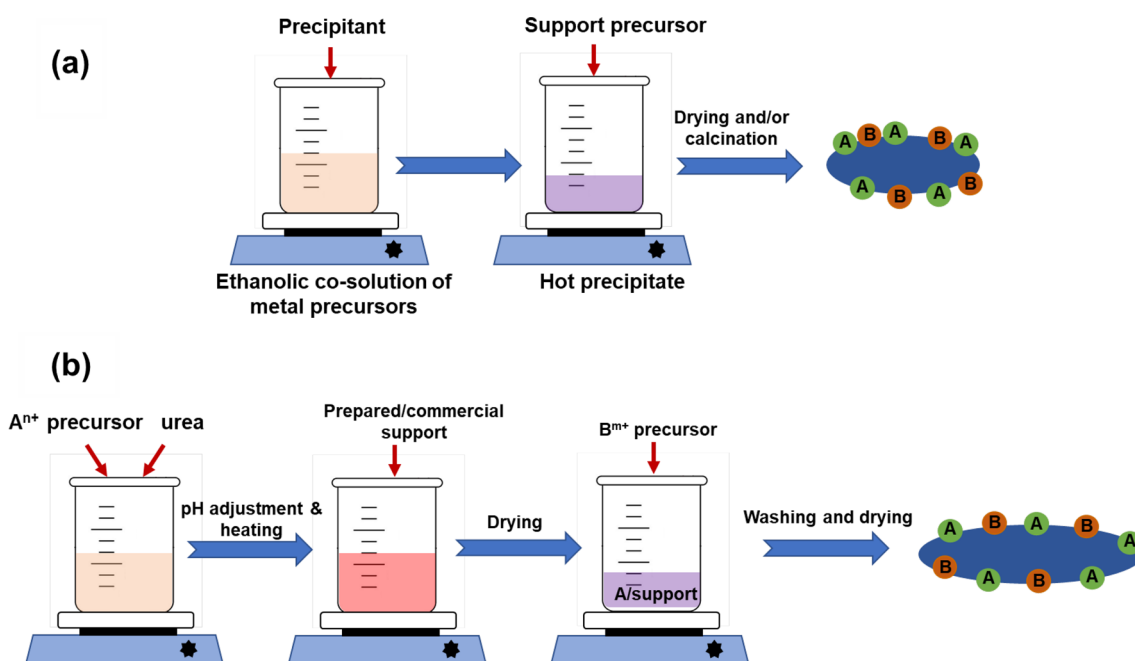 (a)
Precipitant
Support precursor
Drying and/or
calcination
A
B
A
B
A
A
B
A
B
Ethanolic co-solution of
metal precursors
Hot precipitate
(b)
Aⁿ⁺ precursor
urea
Prepared/commercial
support
Bᵐ⁺ precursor
pH adjustment &
heating
Drying
A/support
Washing and drying
A
B
A
B
A
B
A
B
A